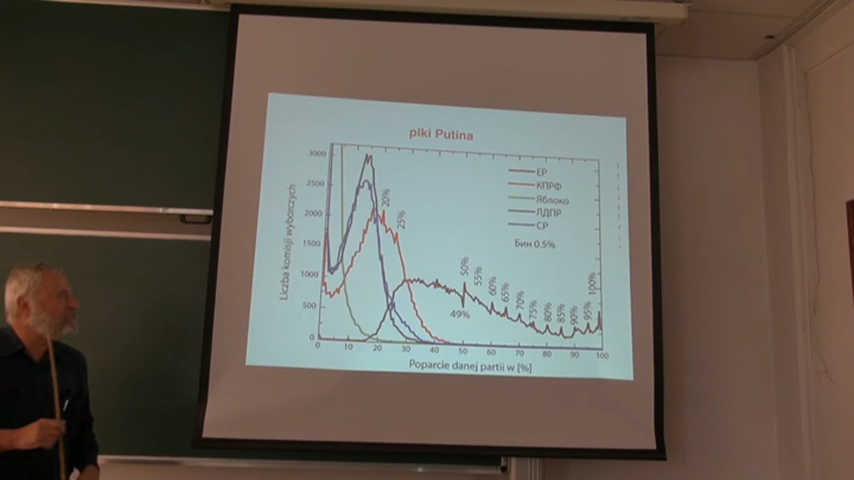 piki Putina
Liczba komisji wyborczych
3000
2500
2000
1500
1000
500
0
0 10 20 30 40 50 60 70 80 90 100
Poparcie danej partii w [%]
20%
25%
49%
50%
55%
60%
65%
70%
75%
80%
85%
90%
95%
100%
ЕР
КПРФ
Яблоко
ЛДПР
СР
Бин 0.5%